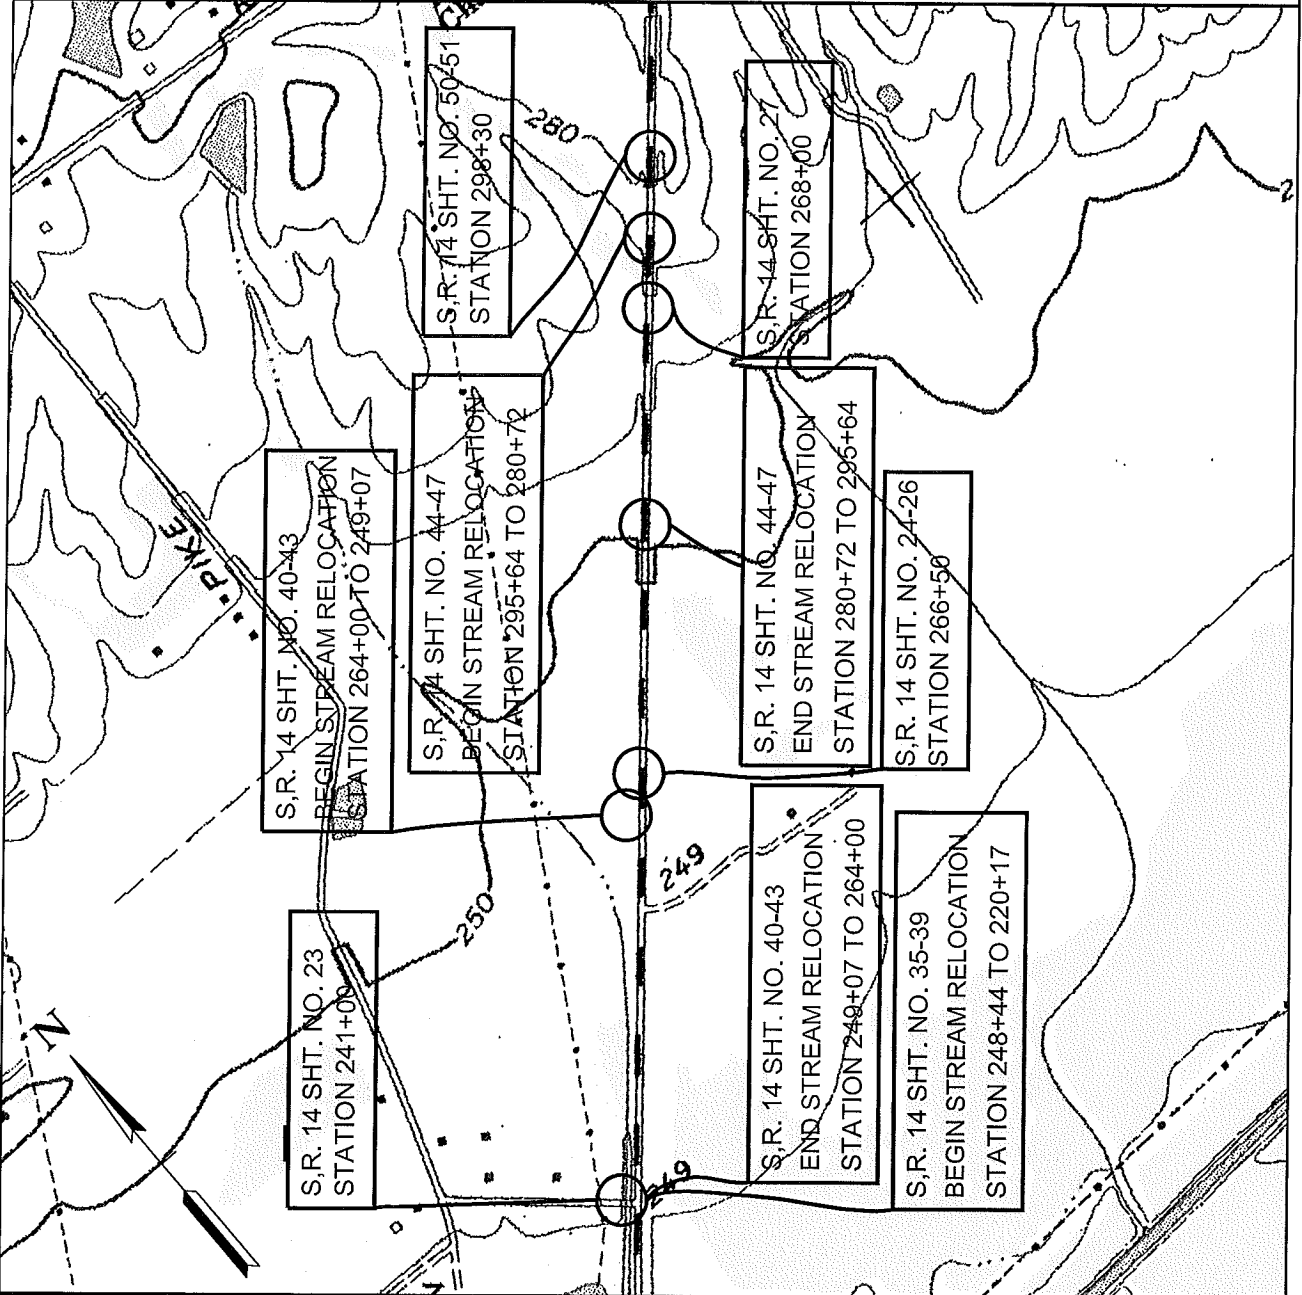 S.R. 14 SHT. NO. 50-51
STATION 298+30
S.R. 14 SHT. NO. 27
STATION 268+00
S.R. 14 SHT. NO. 40-43
BEGIN STREAM RELOCATION
STATION 264+00 TO 249+07
S.R. 14 SHT. NO. 44-47
BEGIN STREAM RELOCATION
STATION 295+64 TO 280+72
S.R. 14 SHT. NO. 44-47
END STREAM RELOCATION
STATION 280+72 TO 295+64
S.R. 14 SHT. NO. 24-26
STATION 266+50
S.R. 14 SHT. NO. 23
STATION 241+00
S.R. 14 SHT. NO. 40-43
END STREAM RELOCATION
STATION 249+07 TO 264+00
S.R. 14 SHT. NO. 35-39
BEGIN STREAM RELOCATION
STATION 248+44 TO 220+17
280
PIKE
250
249
249
N
2